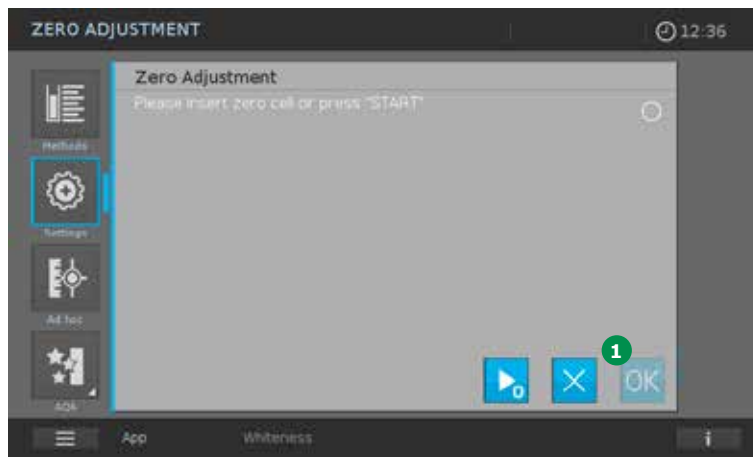 ZERO ADJUSTMENT
12:36
Zero Adjustment
Please insert zero cell or press "START"
Methods
Settings
Ad hoc
AQA
1
0
OK
App Whiteness
i